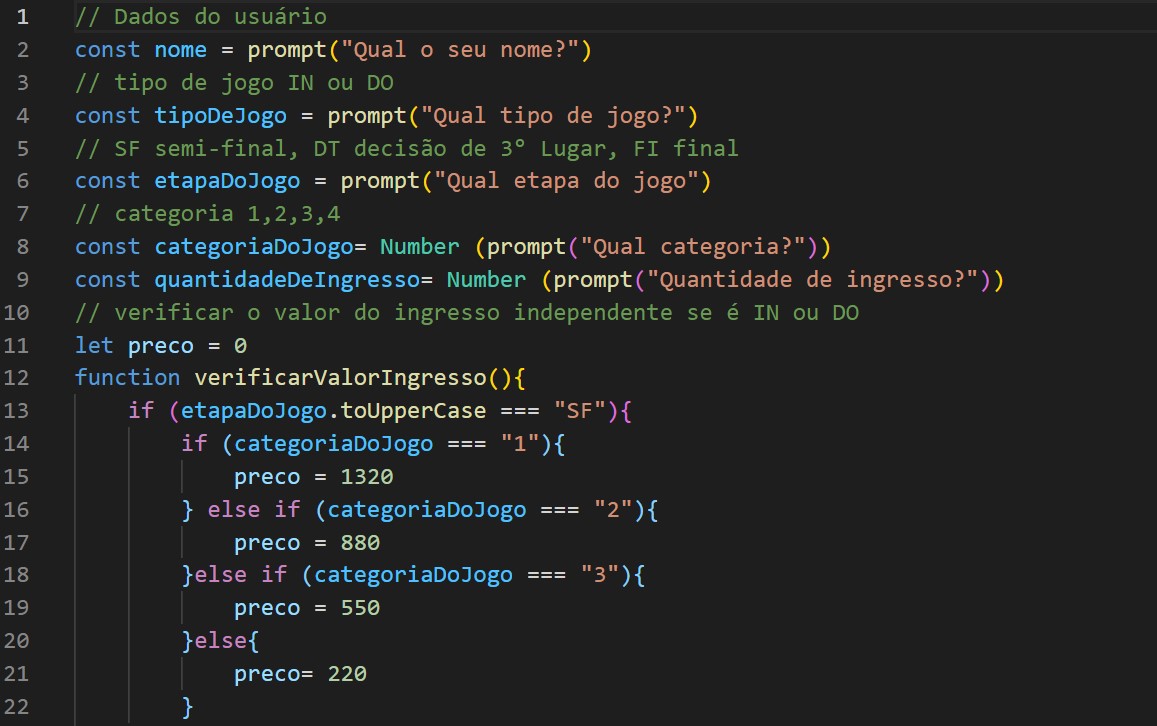 1 // Dados do usuário
2 const nome = prompt("Qual o seu nome?")
3 // tipo de jogo IN ou DO
4 const tipoDeJogo = prompt("Qual tipo de jogo?")
5 // SF semi-final, DT decisão de 3° Lugar, FI final
6 const etapaDoJogo = prompt("Qual etapa do jogo")
7 // categoria 1,2,3,4
8 const categoriaDoJogo= Number (prompt("Qual categoria?"))
9 const quantidadeDeIngresso= Number (prompt("Quantidade de ingresso?"))
10 // verificar o valor do ingresso independente se é IN ou DO
11 let preco = 0
12 function verificarValorIngresso(){
13     if (etapaDoJogo.toUpperCase === "SF"){
14         if (categoriaDoJogo === "1"){
15             preco = 1320
16         } else if (categoriaDoJogo === "2"){
17             preco = 880
18         }else if (categoriaDoJogo === "3"){
19             preco = 550
20         }else{
21             preco= 220
22         }